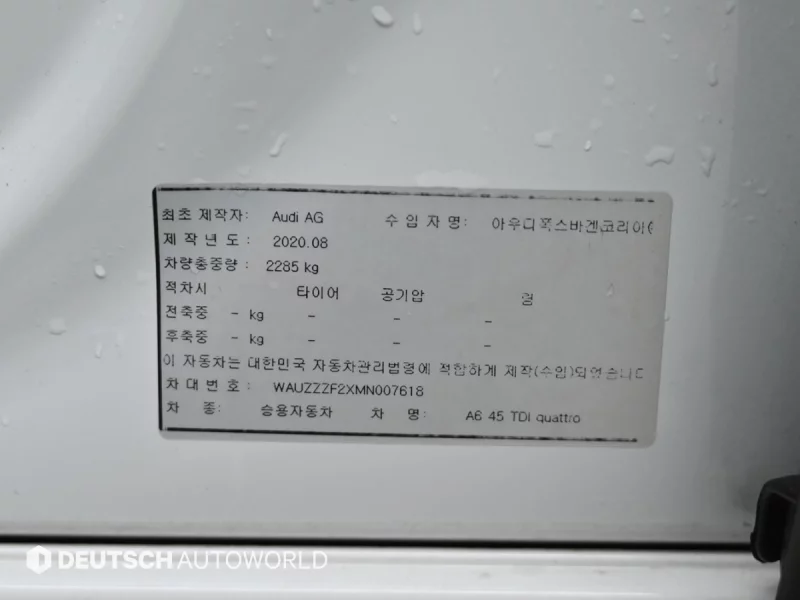 최초 제작자: Audi AG 수 입 자 명: 아우디폭스바겐코리아(
제 작 년 도 : 2020.08
차량총중량 : 2285 kg
적차시 타이어 공기압 림
전축중 - kg - - -
후축중 - kg - - -
이 자동차는 대한민국 자동차관리법령에 적합하게 제작(수입)되었습니다
차 대 번 호 : WAUZZZF2XMN007618
차 종: 승용자동차 차 명: A6 45 TDI quattro
DEUTSCH AUTOWORLD